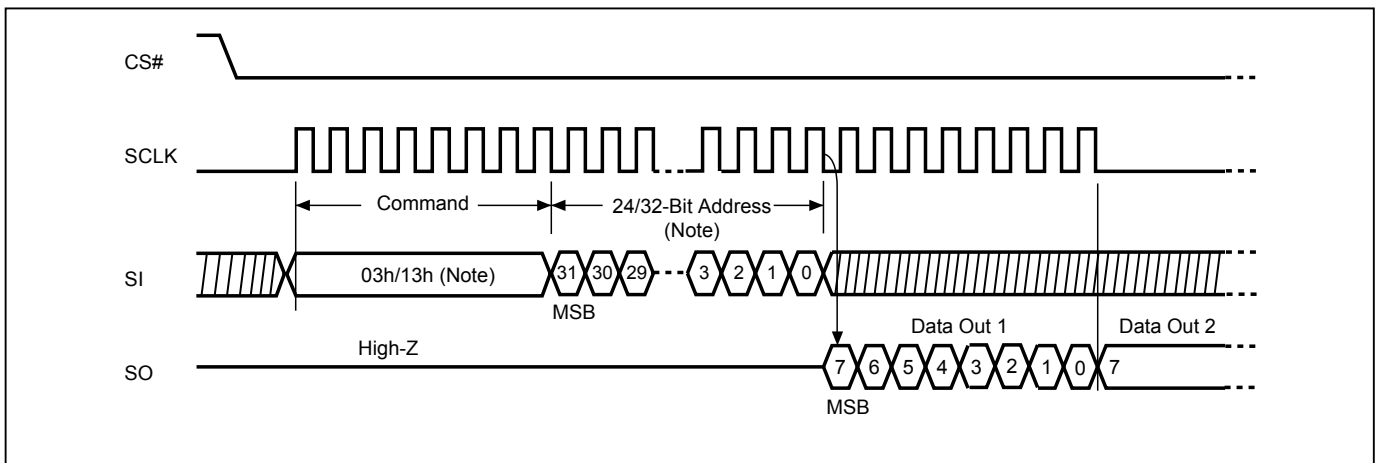 CS#
SCLK
Command
24/32-Bit Address
(Note)
SI
03h/13h (Note)
31 30 29 3 2 1 0
MSB
Data Out 1
Data Out 2
High-Z
SO
7 6 5 4 3 2 1 0 7
MSB